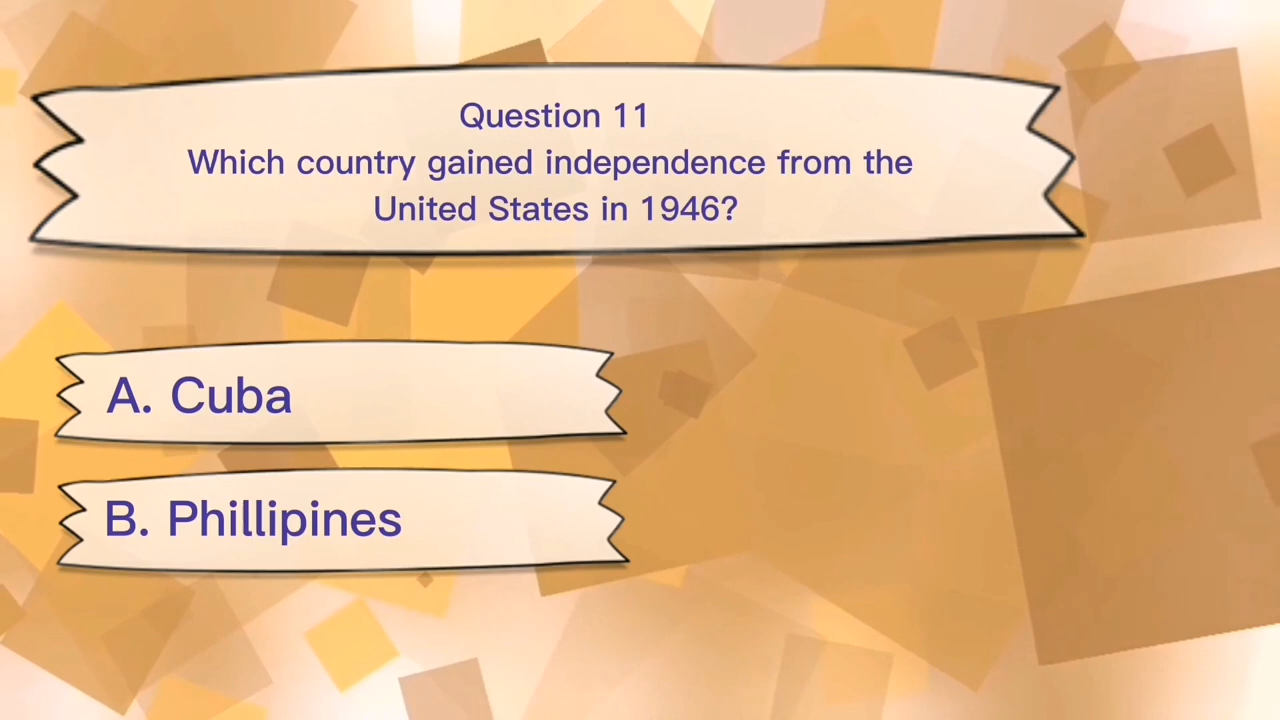 Question 11
Which country gained independence from the
United States in 1946?
A. Cuba
B. Phillipines